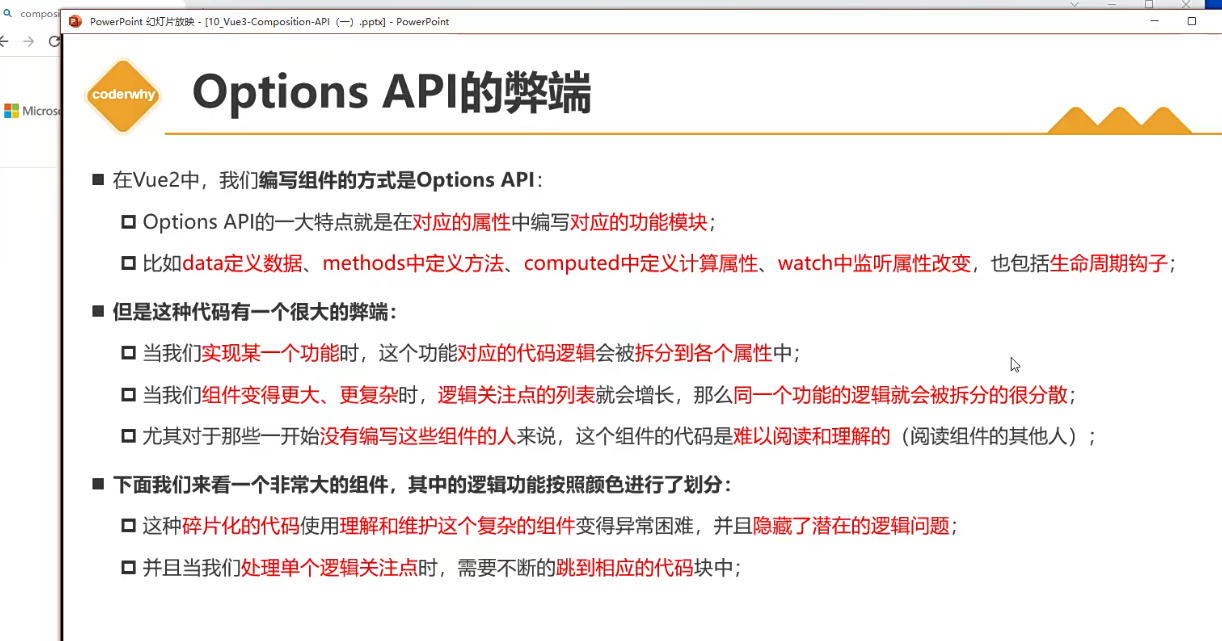 composi
PowerPoint 幻灯片放映 - [10_Vue3-Composition-API（一）.pptx] - PowerPoint
Microso
coderwhy
Options API的弊端
在Vue2中，我们编写组件的方式是Options API：
Options API的一大特点就是在对应的属性中编写对应的功能模块；
比如data定义数据、methods中定义方法、computed中定义计算属性、watch中监听属性改变，也包括生命周期钩子；
但是这种代码有一个很大的弊端：
当我们实现某一个功能时，这个功能对应的代码逻辑会被拆分到各个属性中；
当我们组件变得更大、更复杂时，逻辑关注点的列表就会增长，那么同一个功能的逻辑就会被拆分的很分散；
尤其对于那些一开始没有编写这些组件的人来说，这个组件的代码是难以阅读和理解的（阅读组件的其他人）；
下面我们来看一个非常大的组件，其中的逻辑功能按照颜色进行了划分：
这种碎片化的代码使用理解和维护这个复杂的组件变得异常困难，并且隐藏了潜在的逻辑问题；
并且当我们处理单个逻辑关注点时，需要不断的跳到相应的代码块中；